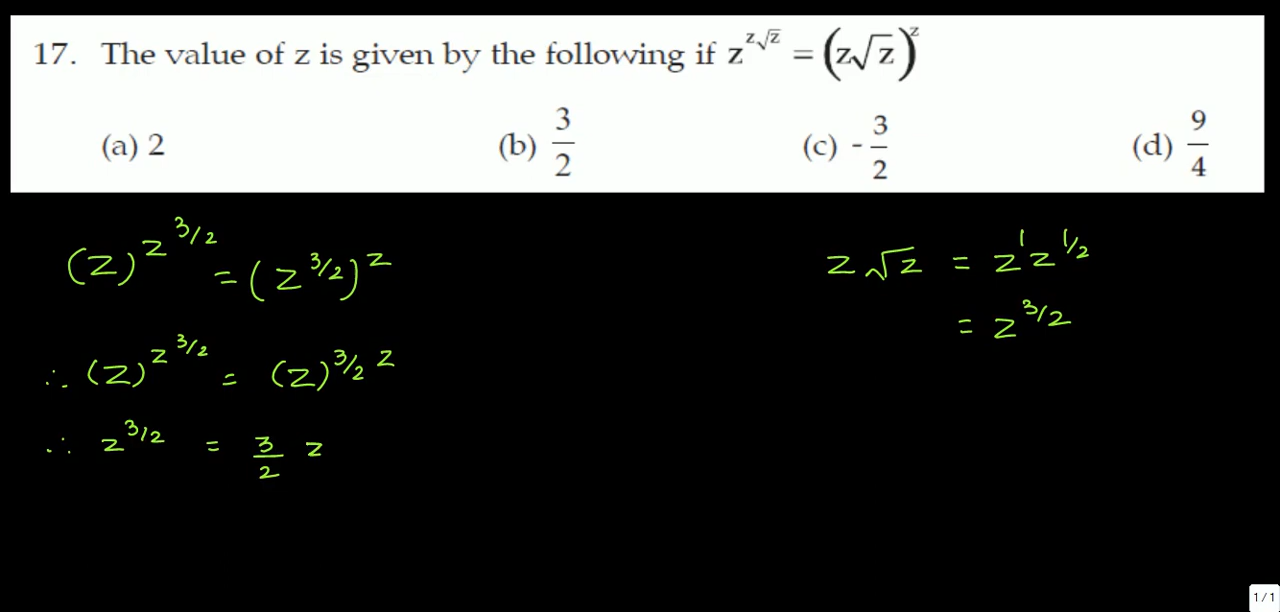 17. The value of z is given by the following if z^{z√z} = (z√z)^z
(a) 2 (b) 3/2 (c) -3/2 (d) 9/4
(z)^{z^{3/2}} = (z^{3/2})^z
z√z = z^1 z^{1/2}
= z^{3/2}
∴ (z)^{z^{3/2}} = (z)^{3/2 z}
∴ z^{3/2} = 3/2 z
1/1